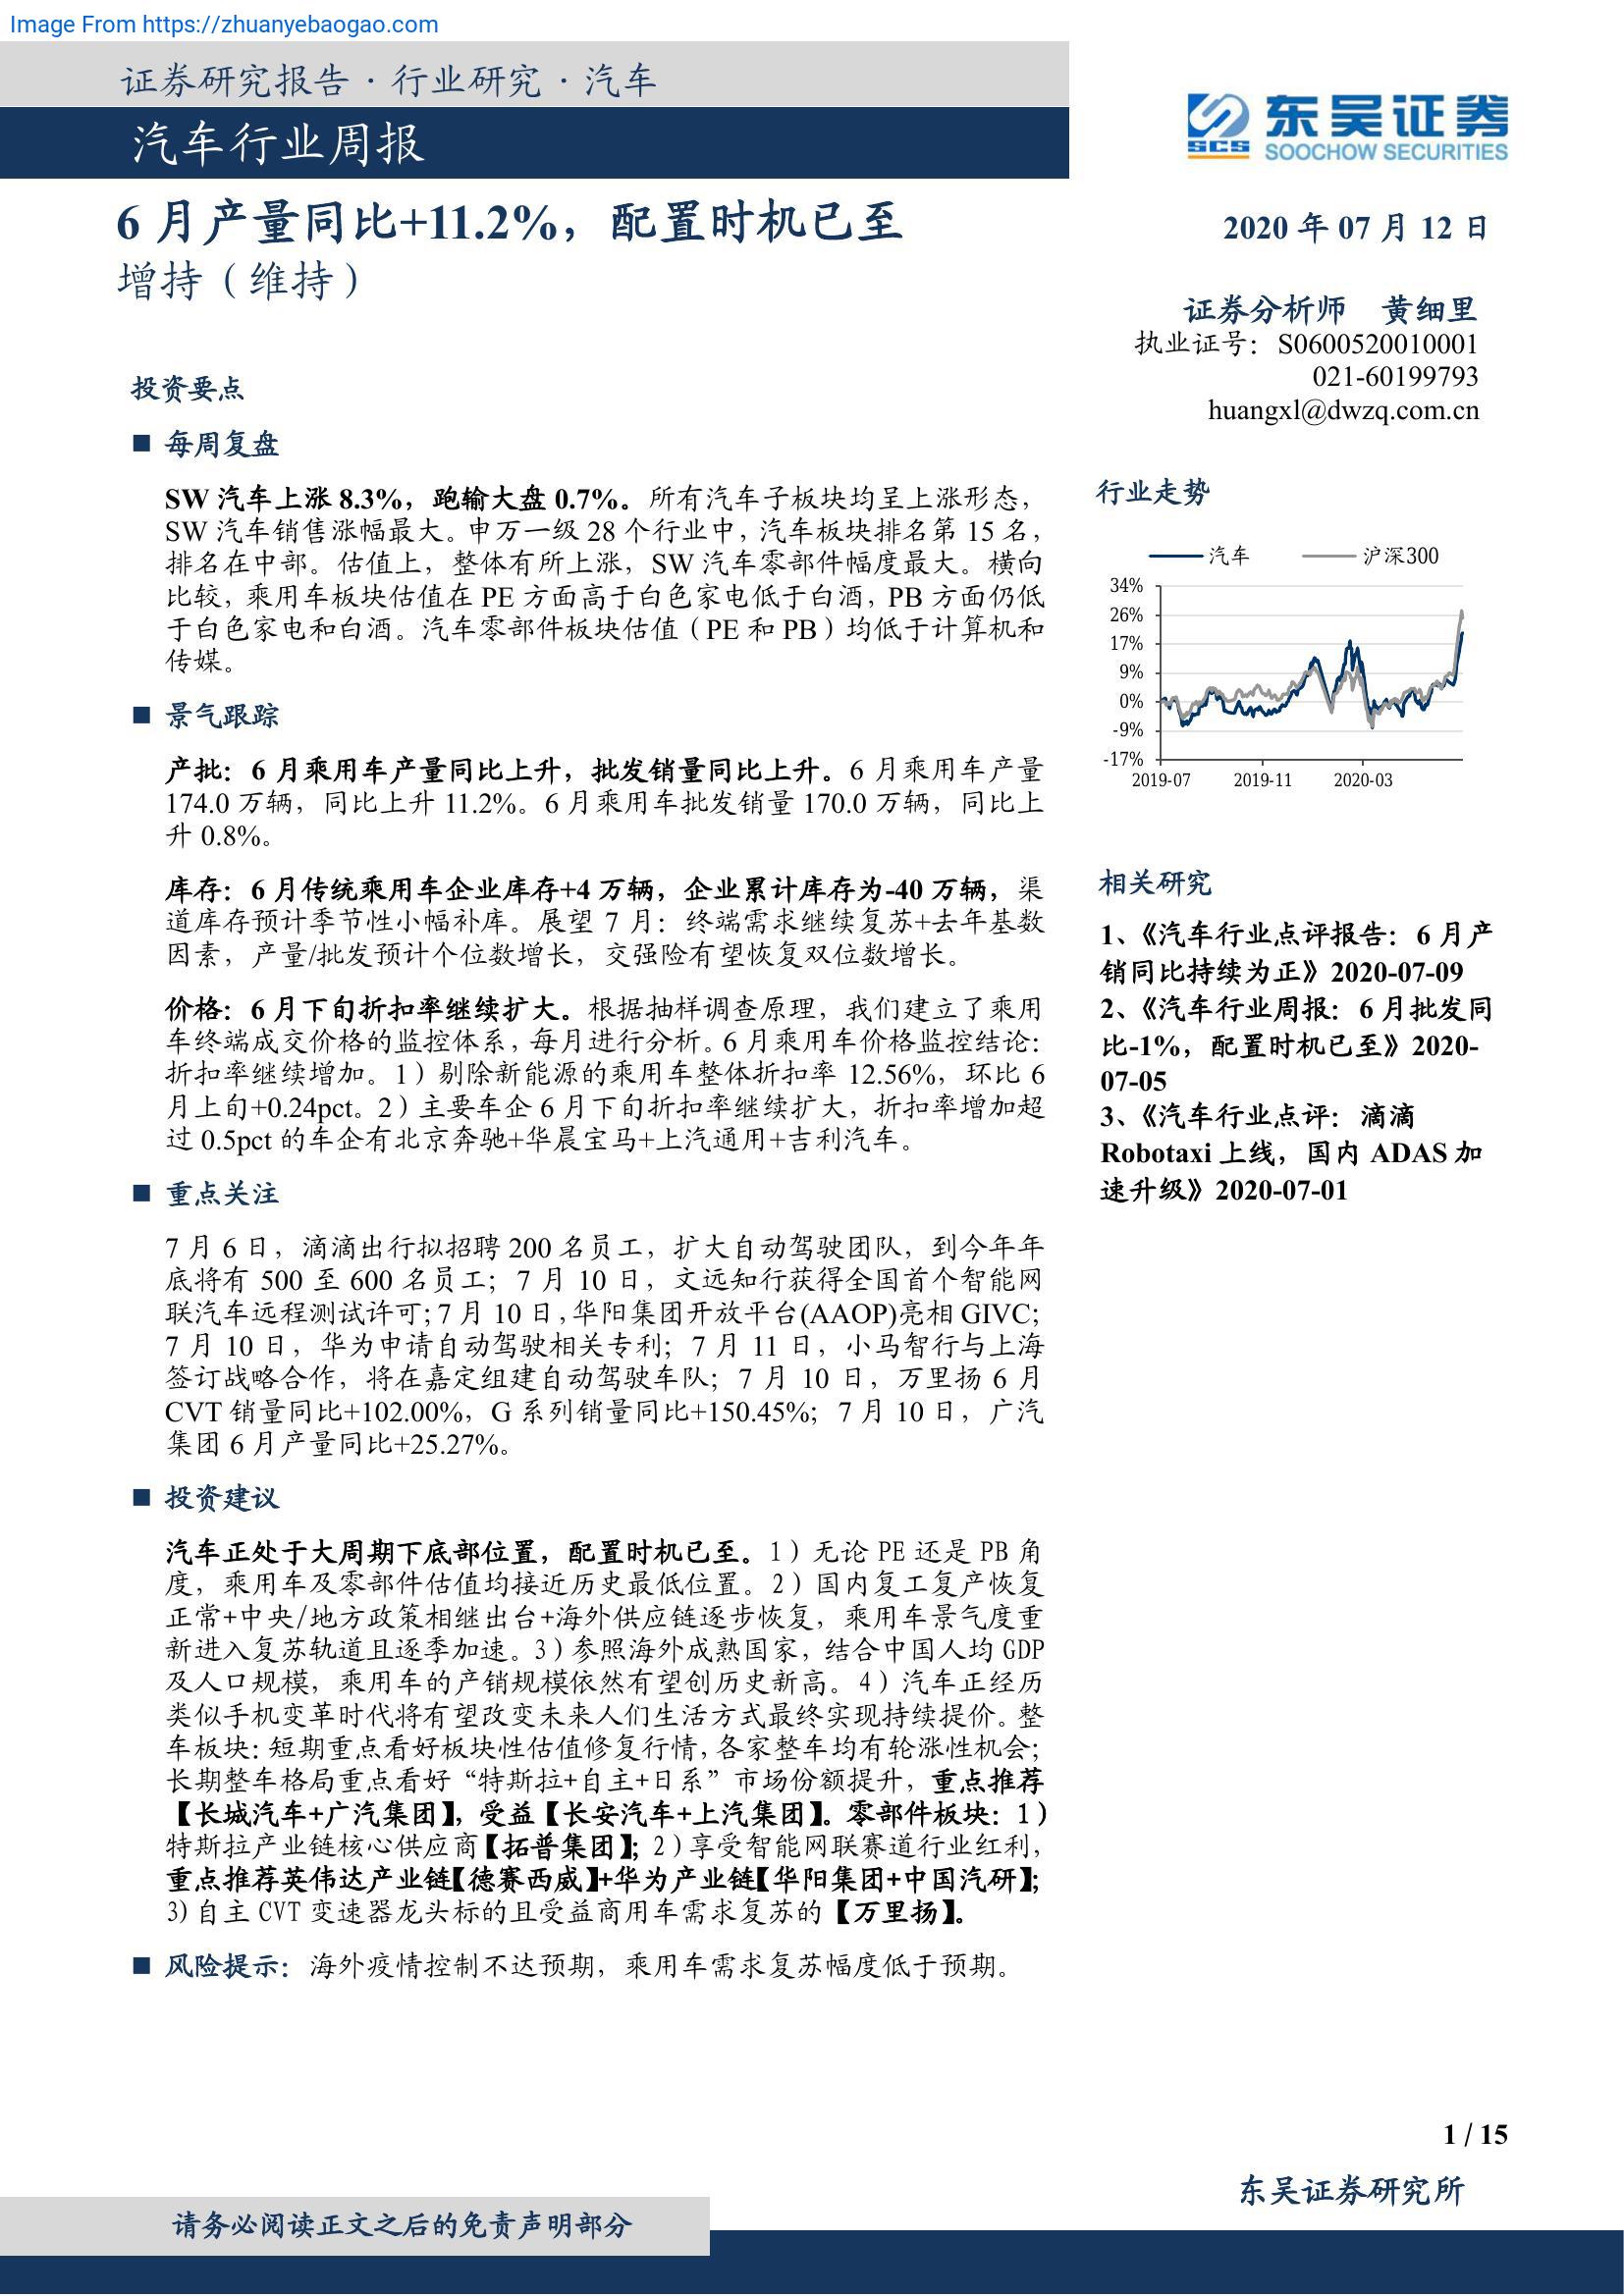 Image From https://zhuanyebaogao.com
证券研究报告 · 行业研究 · 汽车
汽车行业周报
东吴证券
SCS SOOCHOW SECURITIES
6 月产量同比+11.2%，配置时机已至
增持（维持）
2020 年 07 月 12 日
证券分析师 黄细里
执业证号：S0600520010001
021-60199793
huangxl@dwzq.com.cn
投资要点
■ 每周复盘
SW 汽车上涨 8.3%，跑输大盘 0.7%。所有汽车子板块均呈上涨形态，
SW 汽车销售涨幅最大。申万一级 28 个行业中，汽车板块排名第 15 名，
排名在中部。估值上，整体有所上涨，SW 汽车零部件幅度最大。横向
比较，乘用车板块估值在 PE 方面高于白色家电低于白酒，PB 方面仍低
于白色家电和白酒。汽车零部件板块估值（PE 和 PB）均低于计算机和
传媒。
■ 景气跟踪
产批：6 月乘用车产量同比上升，批发销量同比上升。6 月乘用车产量
174.0 万辆，同比上升 11.2%。6 月乘用车批发销量 170.0 万辆，同比上
升 0.8%。
库存：6 月传统乘用车企业库存+4 万辆，企业累计库存为-40 万辆，渠
道库存预计季节性小幅补库。展望 7 月：终端需求继续复苏+去年基数
因素，产量/批发预计个位数增长，交强险有望恢复双位数增长。
价格：6 月下旬折扣率继续扩大。根据抽样调查原理，我们建立了乘用
车终端成交价格的监控体系，每月进行分析。6 月乘用车价格监控结论：
折扣率继续增加。1）剔除新能源的乘用车整体折扣率 12.56%，环比 6
月上旬+0.24pct。2）主要车企 6 月下旬折扣率继续扩大，折扣率增加超
过 0.5pct 的车企有北京奔驰+华晨宝马+上汽通用+吉利汽车。
■ 重点关注
7 月 6 日，滴滴出行拟招聘 200 名员工，扩大自动驾驶团队，到今年年
底将有 500 至 600 名员工；7 月 10 日，文远知行获得全国首个智能网
联汽车远程测试许可；7 月 10 日，华阳集团开放平台(AAOP)亮相 GIVC；
7 月 10 日，华为申请自动驾驶相关专利；7 月 11 日，小马智行与上海
签订战略合作，将在嘉定组建自动驾驶车队；7 月 10 日，万里扬 6 月
CVT 销量同比+102.00%，G 系列销量同比+150.45%；7 月 10 日，广汽
集团 6 月产量同比+25.27%。
■ 投资建议
汽车正处于大周期下底部位置，配置时机已至。1）无论 PE 还是 PB 角
度，乘用车及零部件估值均接近历史最低位置。2）国内复工复产恢复
正常+中央/地方政策相继出台+海外供应链逐步恢复，乘用车景气度重
新进入复苏轨道且逐季加速。3）参照海外成熟国家，结合中国人均 GDP
及人口规模，乘用车的产销规模依然有望创历史新高。4）汽车正经历
类似手机变革时代将有望改变未来人们生活方式最终实现持续提价。整
车板块：短期重点看好板块性估值修复行情，各家整车均有轮涨性机会；
长期整车格局重点看好“特斯拉+自主+日系”市场份额提升，重点推荐
【长城汽车+广汽集团】，受益【长安汽车+上汽集团】。零部件板块：1）
特斯拉产业链核心供应商【拓普集团】；2）享受智能网联赛道行业红利，
重点推荐英伟达产业链【德赛西威】+华为产业链【华阳集团+中国汽研】；
3)自主 CVT 变速器龙头标的且受益商用车需求复苏的【万里扬】。
■ 风险提示：海外疫情控制不达预期，乘用车需求复苏幅度低于预期。
行业走势
汽车 沪深300
34%
26%
17%
9%
0%
-9%
-17%
2019-07 2019-11 2020-03
相关研究
1、《汽车行业点评报告：6 月产
销同比持续为正》2020-07-09
2、《汽车行业周报：6 月批发同
比-1%，配置时机已至》2020-
07-05
3、《汽车行业点评：滴滴
Robotaxi 上线，国内 ADAS 加
速升级》2020-07-01
1 / 15
东吴证券研究所
请务必阅读正文之后的免责声明部分